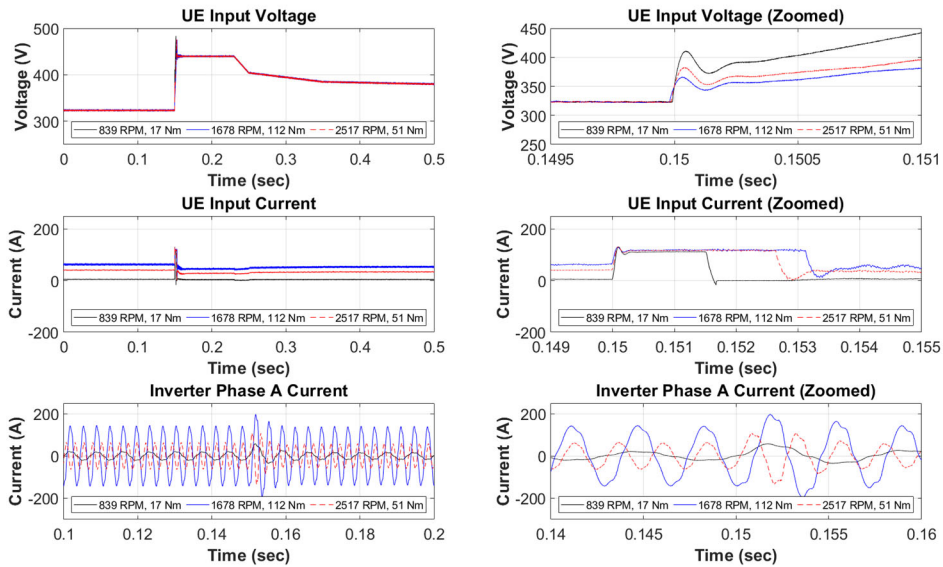 UE Input Voltage
500
400
300
Voltage (V)
839 RPM, 17 Nm 1678 RPM, 112 Nm 2517 RPM, 51 Nm
0 0.1 0.2 0.3 0.4 0.5
Time (sec)
UE Input Voltage (Zoomed)
450
400
350
300
250
Voltage (V)
839 RPM, 17 Nm 1678 RPM, 112 Nm 2517 RPM, 51 Nm
0.1495 0.15 0.1505 0.151
Time (sec)
UE Input Current
200
0
-200
Current (A)
839 RPM, 17 Nm 1678 RPM, 112 Nm 2517 RPM, 51 Nm
0 0.1 0.2 0.3 0.4 0.5
Time (sec)
UE Input Current (Zoomed)
200
0
-200
Current (A)
839 RPM, 17 Nm 1678 RPM, 112 Nm 2517 RPM, 51 Nm
0.149 0.15 0.151 0.152 0.153 0.154 0.155
Time (sec)
Inverter Phase A Current
200
0
-200
Current (A)
839 RPM, 17 Nm 1678 RPM, 112 Nm 2517 RPM, 51 Nm
0.1 0.12 0.14 0.16 0.18 0.2
Time (sec)
Inverter Phase A Current (Zoomed)
200
0
-200
Current (A)
839 RPM, 17 Nm 1678 RPM, 112 Nm 2517 RPM, 51 Nm
0.14 0.145 0.15 0.155 0.16
Time (sec)